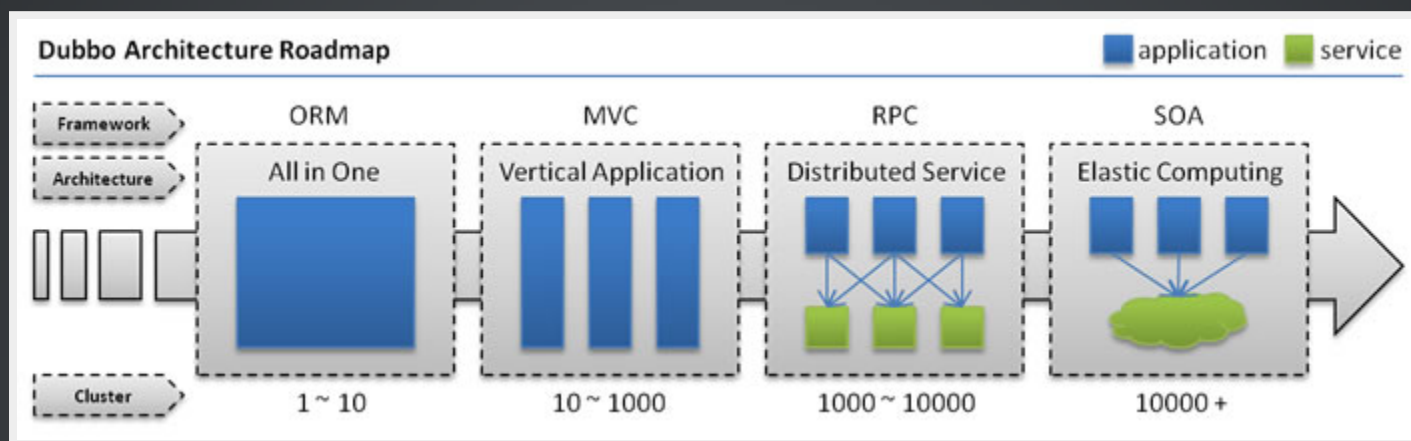 Dubbo Architecture Roadmap
application service
Framework ORM MVC RPC SOA
Architecture All in One Vertical Application Distributed Service Elastic Computing
Cluster 1 ~ 10 10 ~ 1000 1000 ~ 10000 10000 +